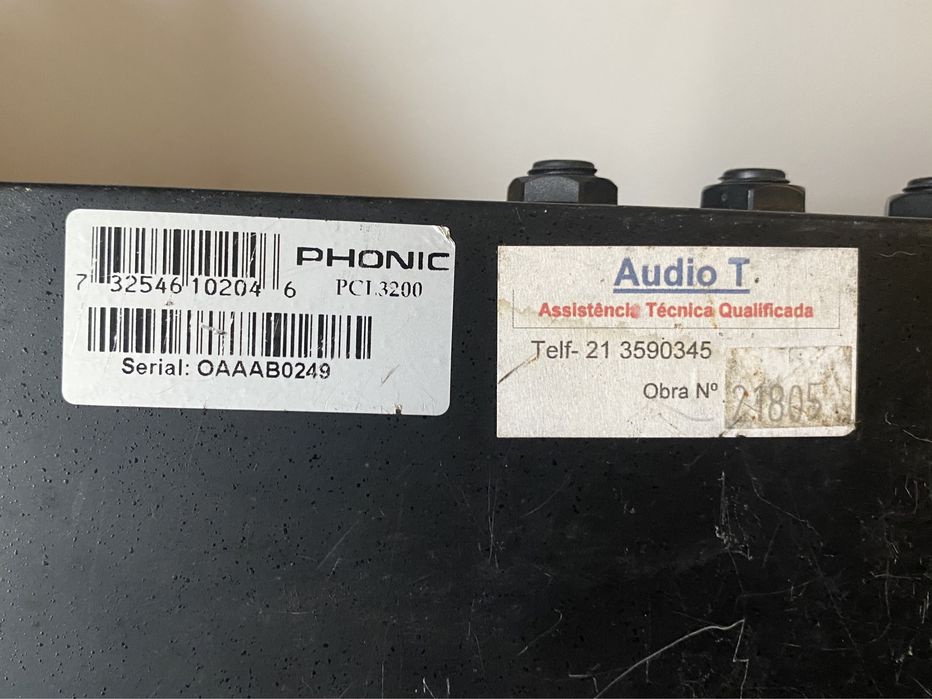 PHONIC
7 32546 10204 6
PCL3200
Serial: OAAAB0249
Audio T.
Assistência Técnica Qualificada
Telf- 21 3590345
Obra Nº 21805